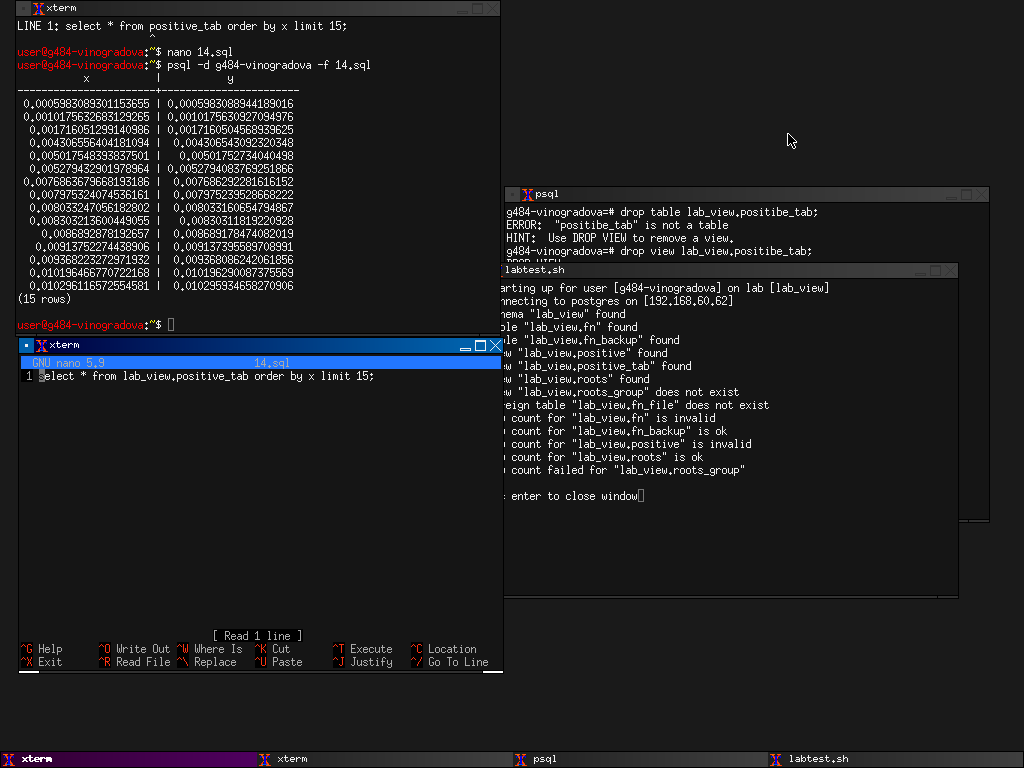 xterm
LINE 1: select * from positive_tab order by x limit 15;
^
user@g484-vinogradova:~$ nano 14.sql
user@g484-vinogradova:~$ psql -d g484-vinogradova -f 14.sql
x | y
-----------------------+-----------------------
0.0005983089301153655 | 0.0005983088944189016
0.0010175632683129265 | 0.0010175630927094976
0.001716051299140986 | 0.0017160504568939625
0.004306556404181094 | 0.004306543092320348
0.005017548393837501 | 0.00501752734040498
0.005279432901978964 | 0.0052794083769251866
0.0076863679668193186 | 0.007686292281616152
0.007975324074536161 | 0.007975239528668222
0.008033247056182802 | 0.008033160654794867
0.008303213600449055 | 0.00830311819220928
0.0086892878192657 | 0.008689178474082019
0.00913752274438906 | 0.009137395589708991
0.009368223272971932 | 0.009368086242061856
0.010196466770722168 | 0.010196290087375569
0.010296116572554581 | 0.010295934658270906
(15 rows)
user@g484-vinogradova:~$
psql
g484-vinogradova=# drop table lab_view.positibe_tab;
ERROR: "positibe_tab" is not a table
HINT: Use DROP VIEW to remove a view.
g484-vinogradova=# drop view lab_view.positibe_tab;
DROP VIEW
labtest.sh
arting up for user [g484-vinogradova] on lab [lab_view]
nnecting to postgres on [192.168.60.62]
hema "lab_view" found
ble "lab_view.fn" found
ble "lab_view.fn_backup" found
ew "lab_view.positive" found
ew "lab_view.positive_tab" found
ew "lab_view.roots" found
ew "lab_view.roots_group" does not exist
reign table "lab_view.fn_file" does not exist
w count for "lab_view.fn" is invalid
w count for "lab_view.fn_backup" is ok
w count for "lab_view.positive" is invalid
w count for "lab_view.roots" is ok
w count failed for "lab_view.roots_group"
s enter to close window
xterm
GNU nano 5.9 14.sql
1 select * from lab_view.positive_tab order by x limit 15;
[ Read 1 line ]
^G Help ^O Write Out ^W Where Is ^K Cut ^T Execute ^C Location
^X Exit ^R Read File ^\ Replace ^U Paste ^J Justify ^/ Go To Line
xterm xterm psql labtest.sh